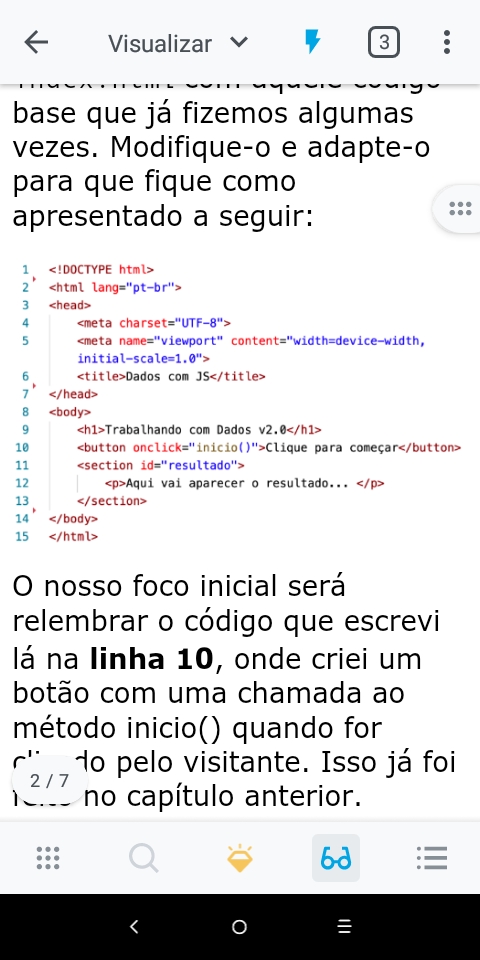 Visualizar
3
base que já fizemos algumas
vezes. Modifique-o e adapte-o
para que fique como
apresentado a seguir:
1 <!DOCTYPE html>
2 <html lang="pt-br">
3 <head>
4 <meta charset="UTF-8">
5 <meta name="viewport" content="width=device-width,
initial-scale=1.0">
6 <title>Dados com JS</title>
7 </head>
8 <body>
9 <h1>Trabalhando com Dados v2.0</h1>
10 <button onclick="inicio()">Clique para começar</button>
11 <section id="resultado">
12 <p>Aqui vai aparecer o resultado... </p>
13 </section>
14 </body>
15 </html>
O nosso foco inicial será
relembrar o código que escrevi
lá na linha 10, onde criei um
botão com uma chamada ao
método inicio() quando for
do pelo visitante. Isso já foi
2 / 7
no capítulo anterior.